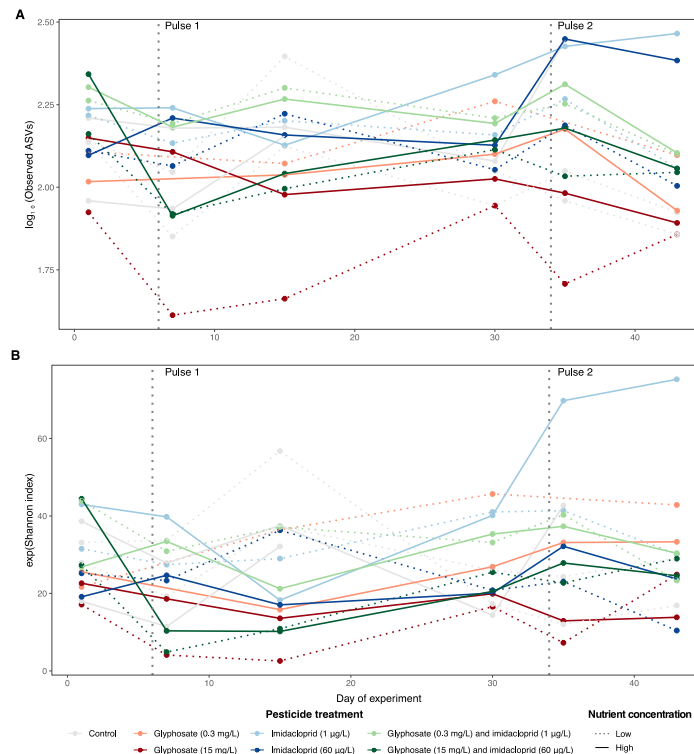 A
Pulse 1
Pulse 2
2.50
2.25
2.00
1.75
log₁₀ (Observed ASVs)
0
10
20
30
40
B
Pulse 1
Pulse 2
60
40
20
0
exp(Shannon index)
0
10
20
30
40
Day of experiment
Pesticide treatment
Nutrient concentration
Control
Glyphosate (0.3 mg/L)
Imidacloprid (1 µg/L)
Glyphosate (0.3 mg/L) and imidacloprid (1 µg/L)
Low
Glyphosate (15 mg/L)
Imidacloprid (60 µg/L)
Glyphosate (15 mg/L) and imidacloprid (60 µg/L)
High